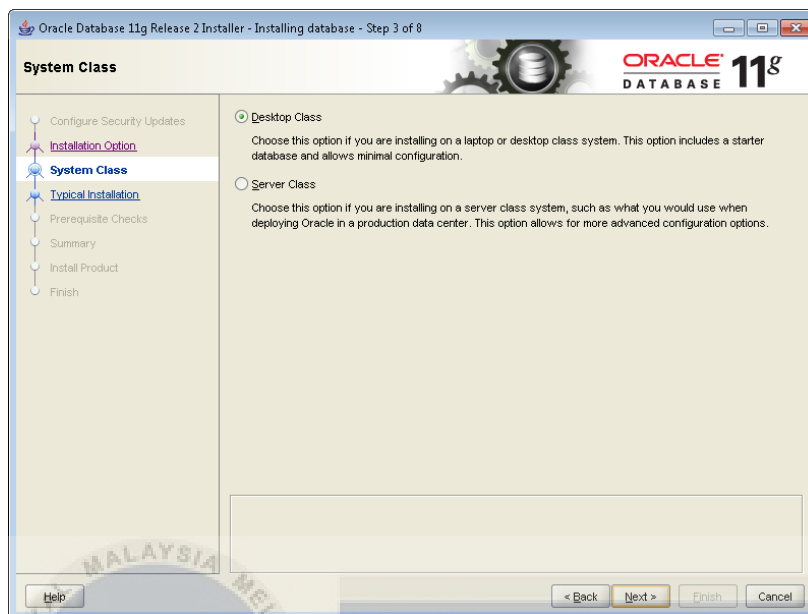 Oracle Database 11g Release 2 Installer - Installing database - Step 3 of 8
System Class
ORACLE
DATABASE
11g
Configure Security Updates
Installation Option
System Class
Typical Installation
Prerequisite Checks
Summary
Install Product
Finish
Desktop Class
Choose this option if you are installing on a laptop or desktop class system. This option includes a starter
database and allows minimal configuration.
Server Class
Choose this option if you are installing on a server class system, such as what you would use when
deploying Oracle in a production data center. This option allows for more advanced configuration options.
MALAYSIA
Help
< Back
Next >
Finish
Cancel